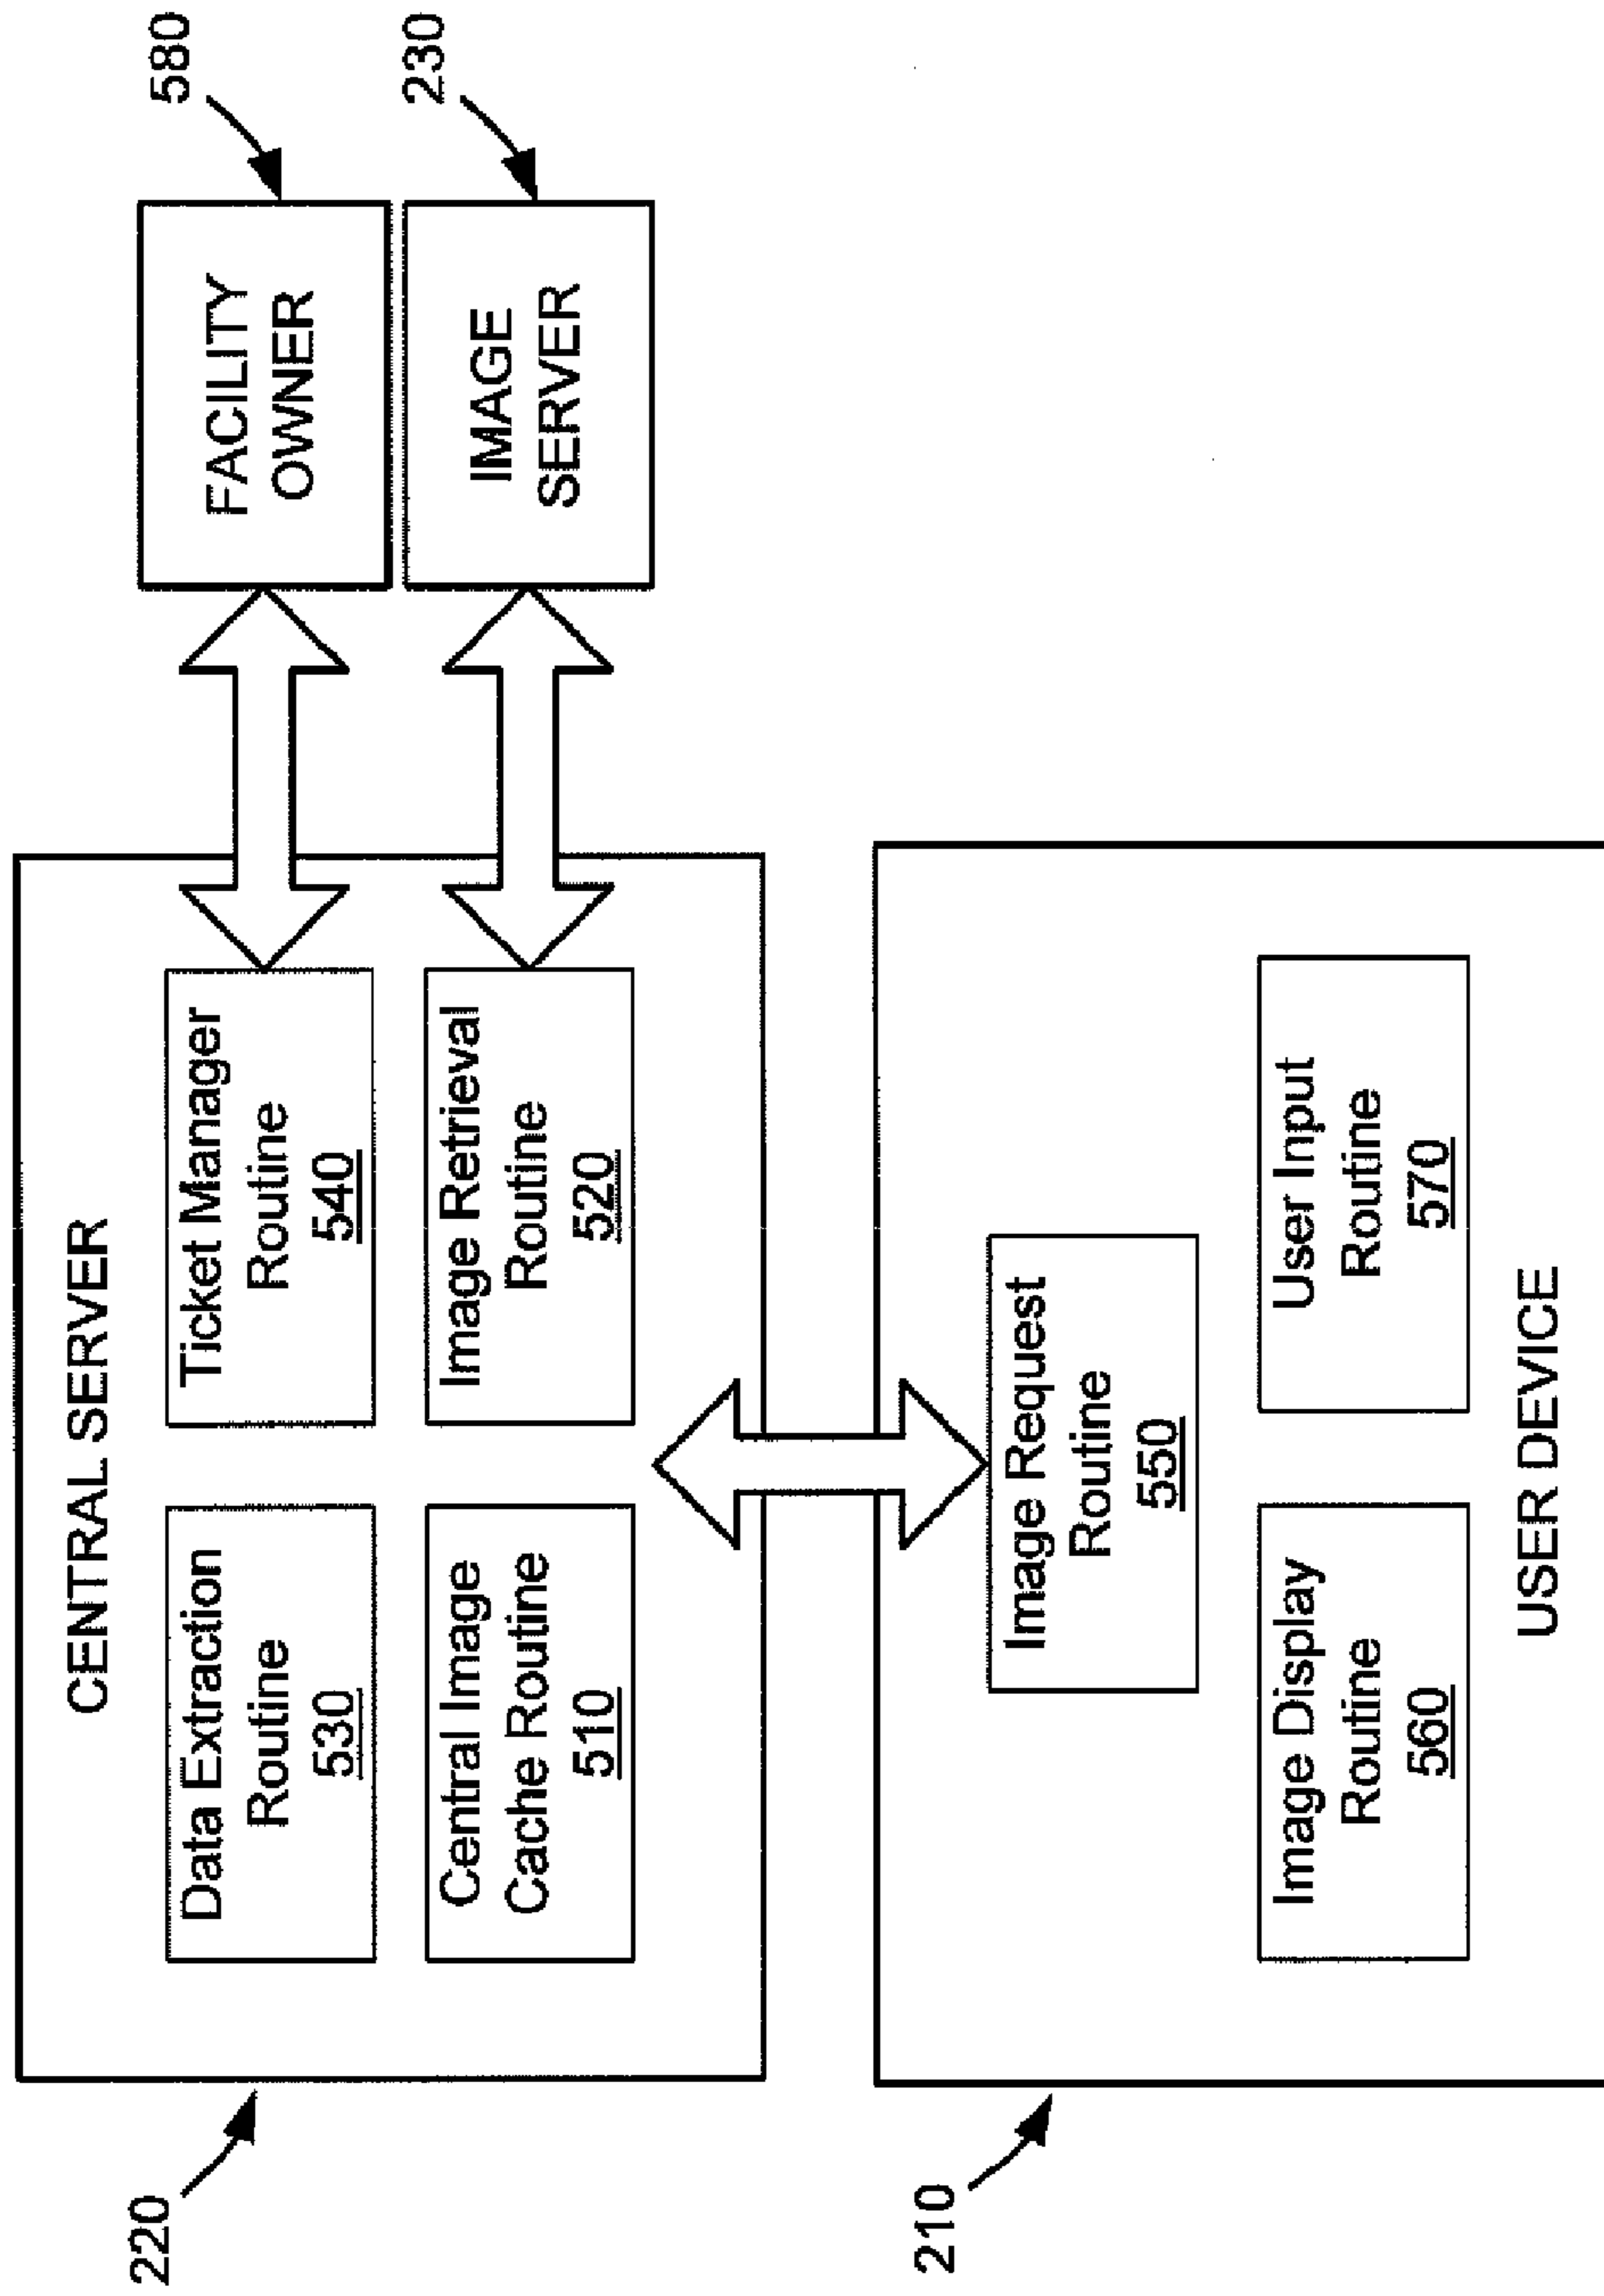 CENTRAL SERVER
Data Extraction
Routine
530
Ticket Manager
Routine
540
Central Image
Cache Routine
510
Image Retrieval
Routine
520
FACILITY
OWNER
580
IMAGE
SERVER
230
220
Image Request
Routine
550
Image Display
Routine
560
User Input
Routine
570
USER DEVICE
210